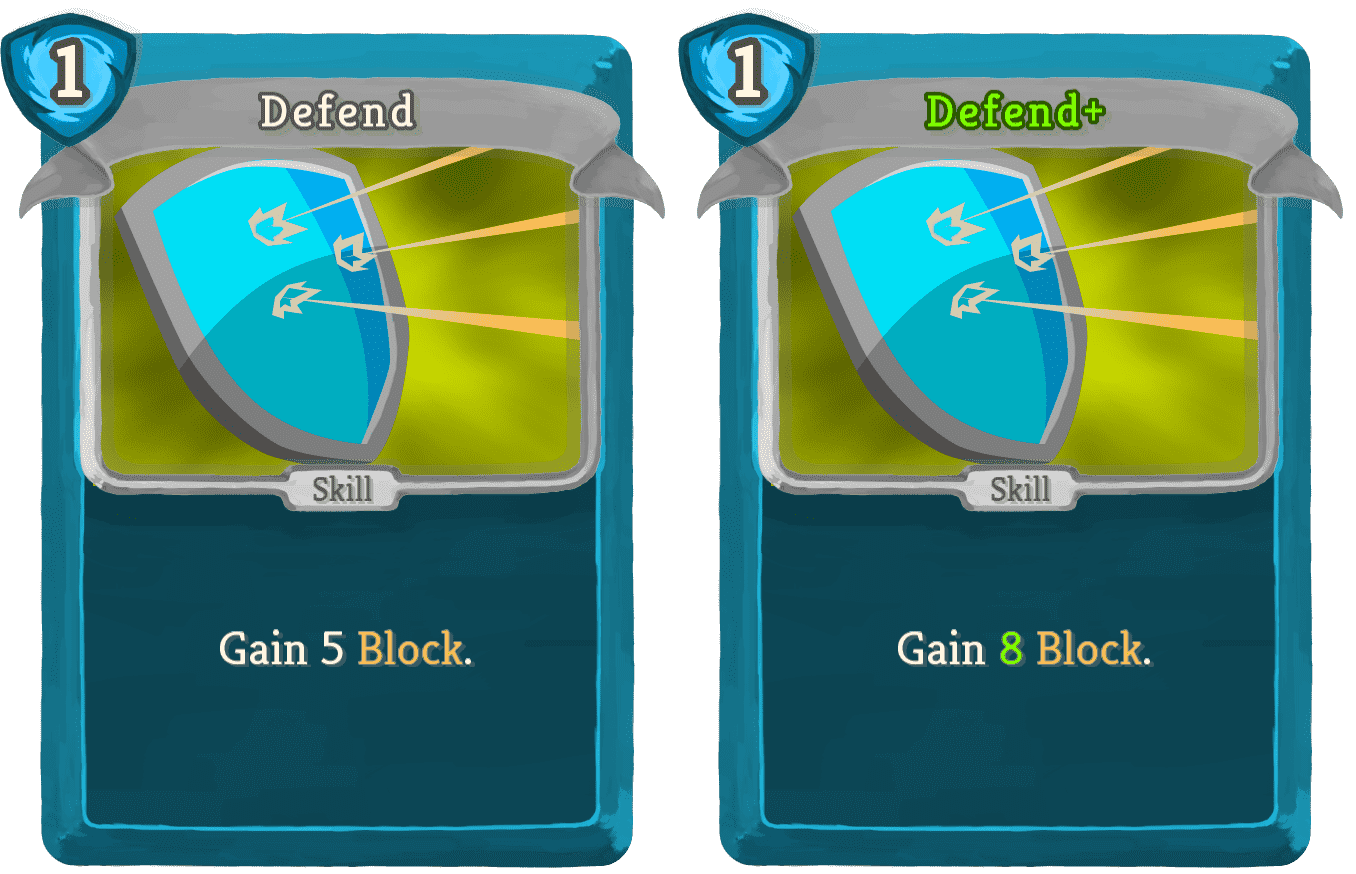 1
Defend
Skill
Gain 5 Block.
1
Defend+
Skill
Gain 8 Block.